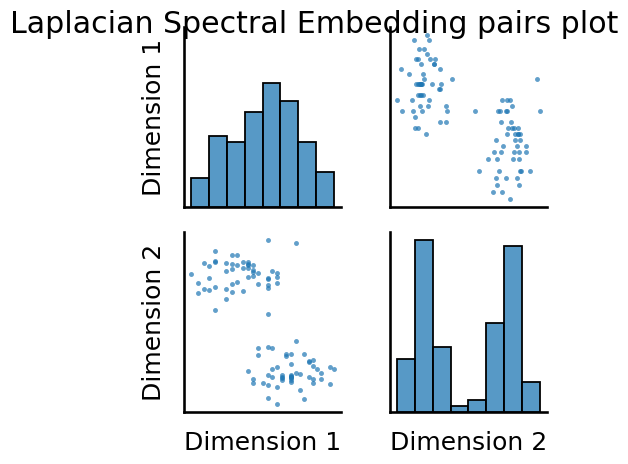 Laplacian Spectral Embedding pairs plot
Dimension 1
Dimension 2
Dimension 1
Dimension 2